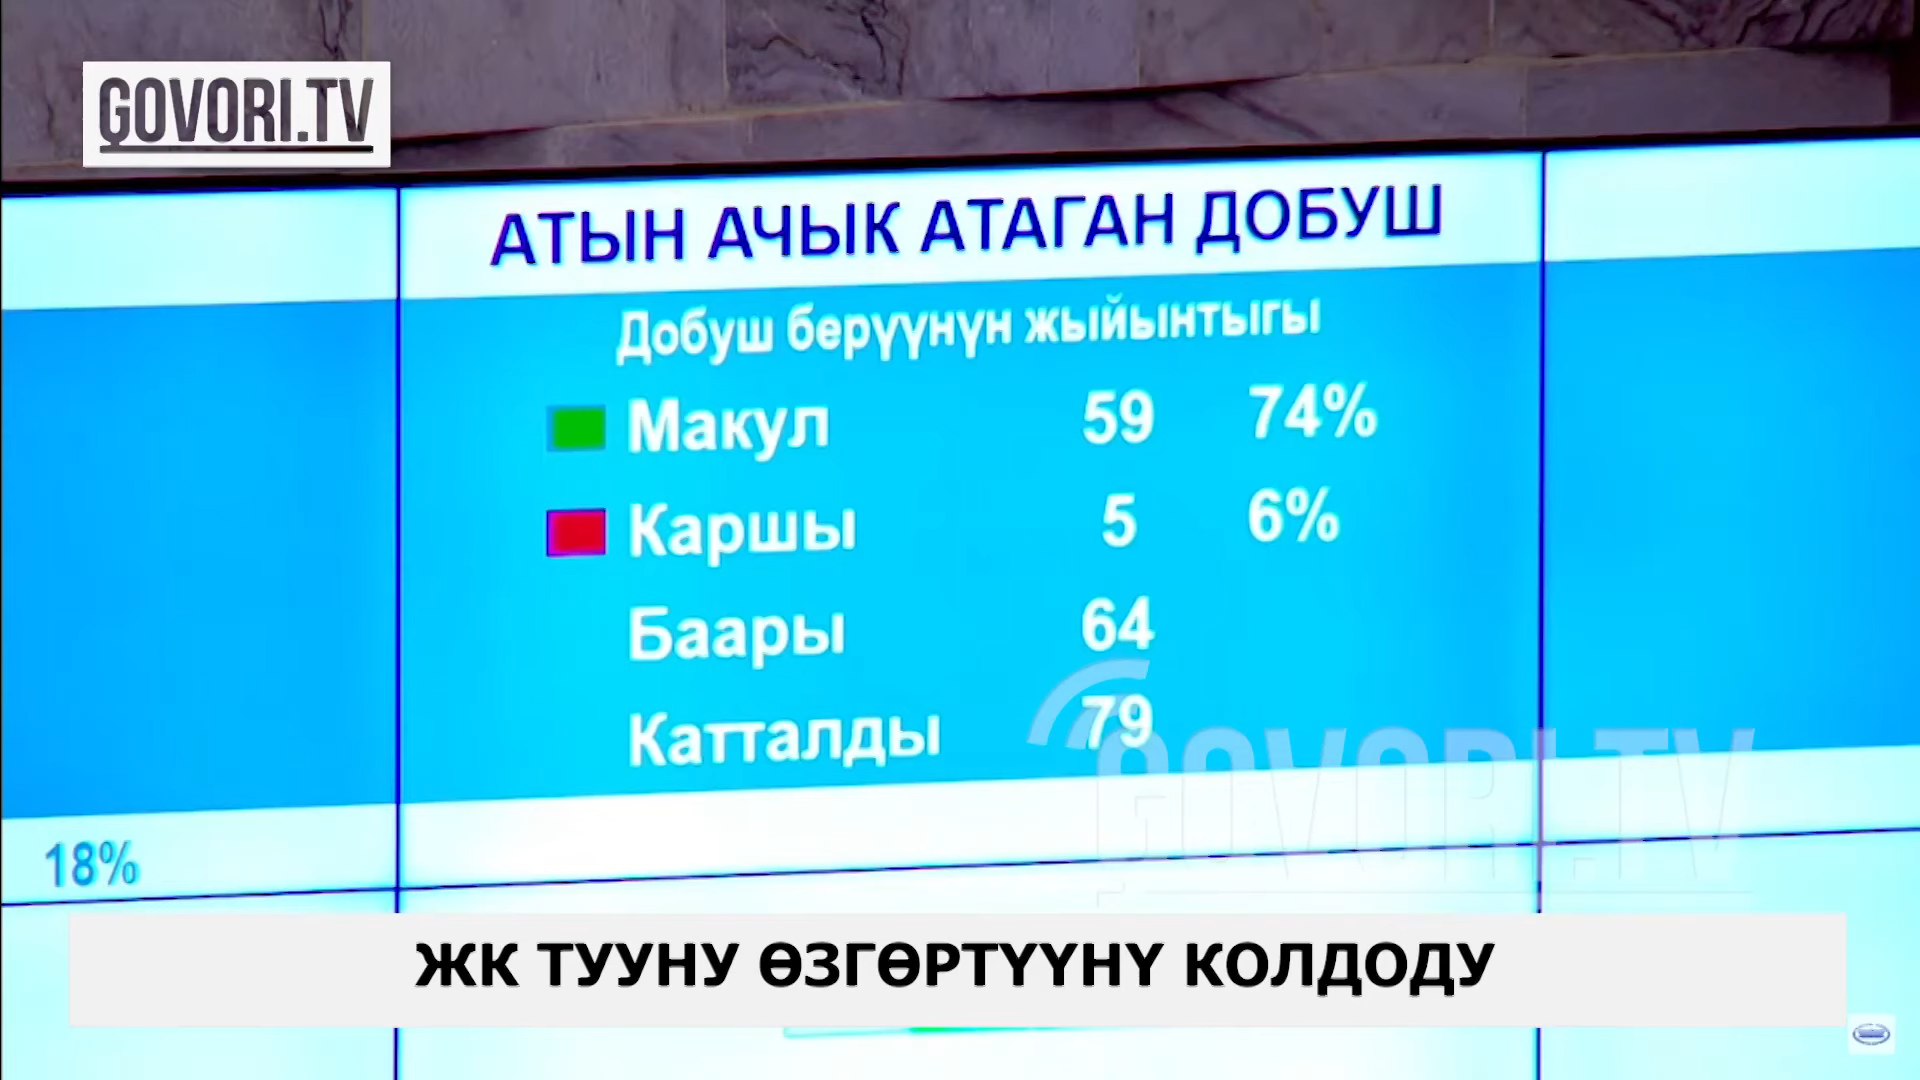 GOVORI.TV
АТЫН АЧЫК АТАГАН ДОБУШ
Добуш берүүнүн жыйынтыгы
Макул 59 74%
Каршы 5 6%
Баары 64
Катталды 79
GOVORI.TV
18%
ЖК ТУУНУ ӨЗГӨРТҮҮНҮ КОЛДОДУ